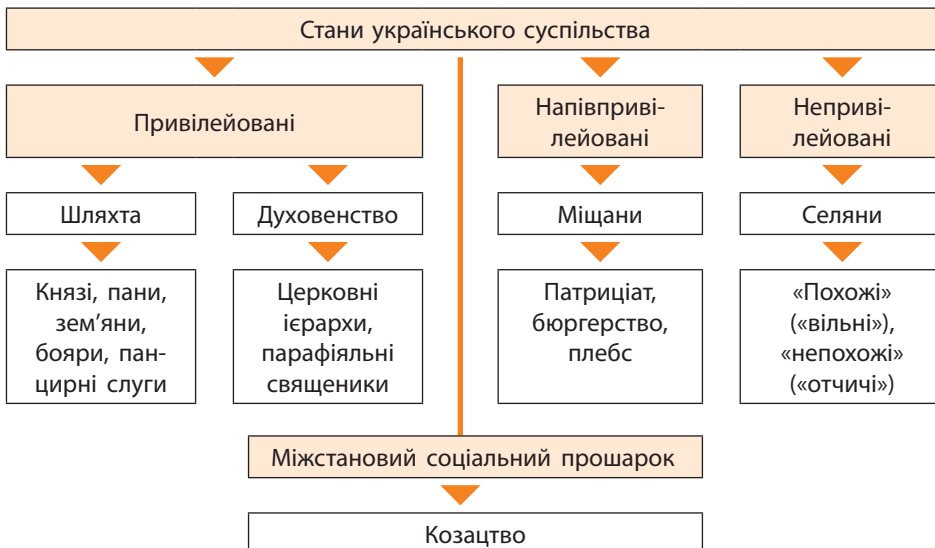 Стани українського суспільства
Привілейовані
Напівприві-
лейовані
Непривi-
лейовані
Шляхта
Духовенство
Міщани
Селяни
Князі, пани,
зем’яни,
бояри, пан-
цирні слуги
Церковні
ієрархи,
парафіяльні
священики
Патриціат,
бюргерство,
плебс
«Похожі»
(«вільні»),
«непохожі»
(«отчичі»)
Міжстановий соціальний прошарок
Козацтво